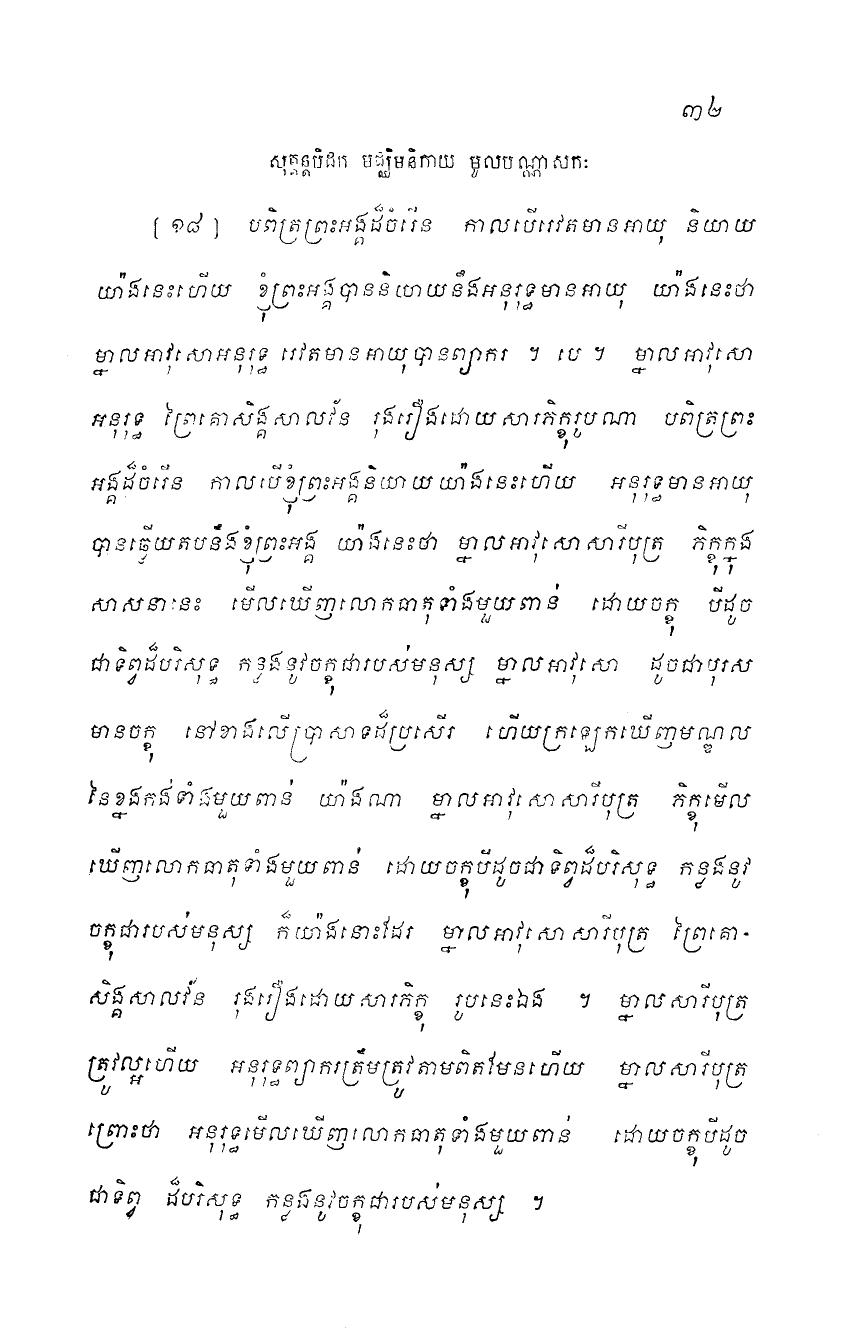 ៣២
សុត្តន្តបិដក មជ្ឈិមនិកាយ មូលបណ្ណាសកៈ
[ ១៨ ] បពិត្រព្រះអង្គដ៏ចំរើន កាលបើរេវតមានអាយុ និយាយ
យ៉ាងនេះហើយ ខ្ញុំព្រះអង្គបាននិយាយនឹងអនុរុទ្ធមានអាយុ យ៉ាងនេះថា
ម្នាលអាវុសោអនុរុទ្ធ រេវតមានអាយុបានព្យាករ ។ បេ ។ ម្នាលអាវុសោ
អនុរុទ្ធ ព្រៃគោសិង្គសាលវ័ន រុងរឿងដោយសារភិក្ខុរូបណា បពិត្រព្រះ
អង្គដ៏ចំរើន កាលបើខ្ញុំព្រះអង្គនិយាយយ៉ាងនេះហើយ អនុរុទ្ធមានអាយុ
បានឆ្លើយតបនឹងខ្ញុំព្រះអង្គ យ៉ាងនេះថា ម្នាលអាវុសោសារីបុត្រ ភិក្ខុក្នុង
សាសនានេះ មើលឃើញលោកធាតុទាំងមួយពាន់ ដោយចក្ខុ បីដូច
ជាទិព្វដ៏បរិសុទ្ធ កន្លងនូវចក្ខុជារបស់មនុស្ស ម្នាលអាវុសោ ដូចជាបុរស
មានចក្ខុ នៅខាងលើប្រាសាទដ៏ប្រសើរ ហើយក្រឡេកឃើញមណ្ឌល
នៃខ្នងកង់ទាំងមួយពាន់ យ៉ាងណា ម្នាលអាវុសោសារីបុត្រ ភិក្ខុមើល
ឃើញលោកធាតុទាំងមួយពាន់ ដោយចក្ខុបីដូចជាទិព្វដ៏បរិសុទ្ធ កន្លងនូវ
ចក្ខុជារបស់មនុស្ស ក៏យ៉ាងនោះដែរ ម្នាលអាវុសោសារីបុត្រ ព្រៃគោ-
សិង្គសាលវ័ន រុងរឿងដោយសារភិក្ខុ រូបនេះឯង ។ ម្នាលសារីបុត្រ
ត្រូវល្អហើយ អនុរុទ្ធព្យាករត្រឹមត្រូវតាមពិតមែនហើយ ម្នាលសារីបុត្រ
ព្រោះថា អនុរុទ្ធមើលឃើញលោកធាតុទាំងមួយពាន់ ដោយចក្ខុបីដូច
ជាទិព្វ ដ៏បរិសុទ្ធ កន្លងនូវចក្ខុជារបស់មនុស្ស ។